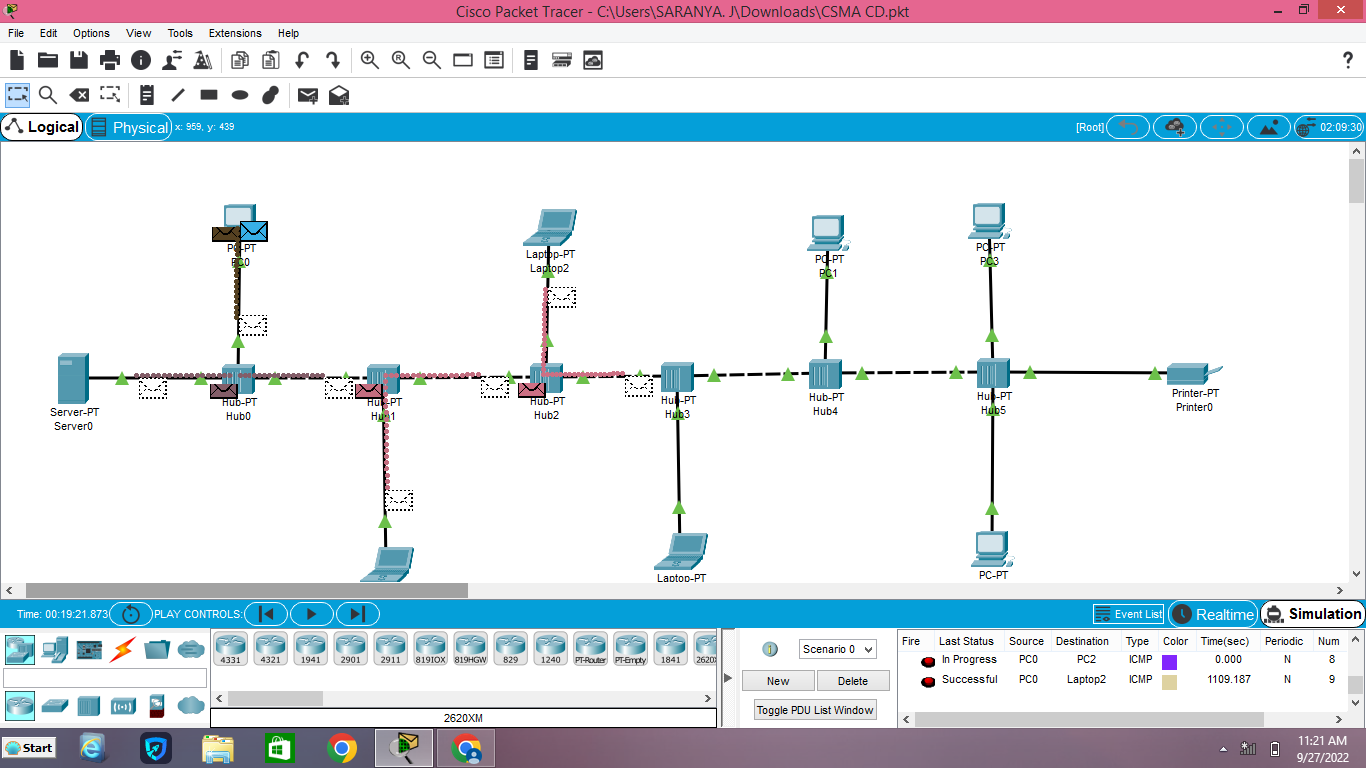 Cisco Packet Tracer - C:\Users\SARANYA. J\Downloads\CSMA CD.pkt
File Edit Options View Tools Extensions Help
Logical Physical x: 959, y: 439 [Root] 02:09:30
PC-PT
PC0
Laptop-PT
Laptop2
PC-PT
PC1
PC-PT
PC3
Server-PT
Server0
Hub-PT
Hub0
Hub-PT
Hub1
Hub-PT
Hub2
Hub-PT
Hub3
Hub-PT
Hub4
Hub-PT
Hub5
Printer-PT
Printer0
Laptop-PT
PC-PT
Time: 00:19:21.873 PLAY CONTROLS: Event List Realtime Simulation
4331 4321 1941 2901 2911 819IOX 819HGW 829 1240 PT-Router PT-Empty 1841 2620X
2620XM
Scenario 0
New Delete
Toggle PDU List Window
Fire Last Status Source Destination Type Color Time(sec) Periodic Num
In Progress PC0 PC2 ICMP 0.000 N 8
Successful PC0 Laptop2 ICMP 1109.187 N 9
Start
11:21 AM
9/27/2022